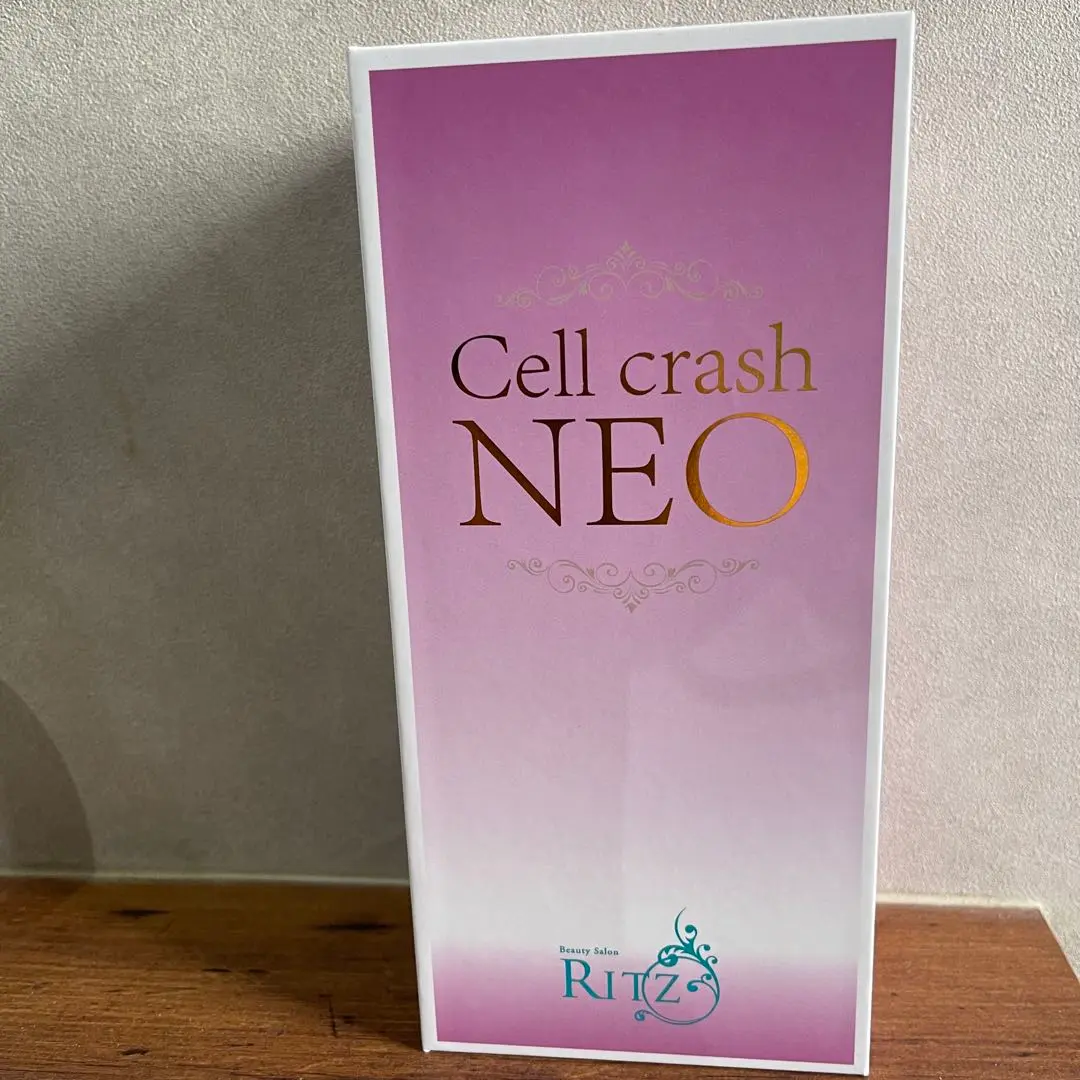 Cell crash
NEO
Beauty Salon
RITZ